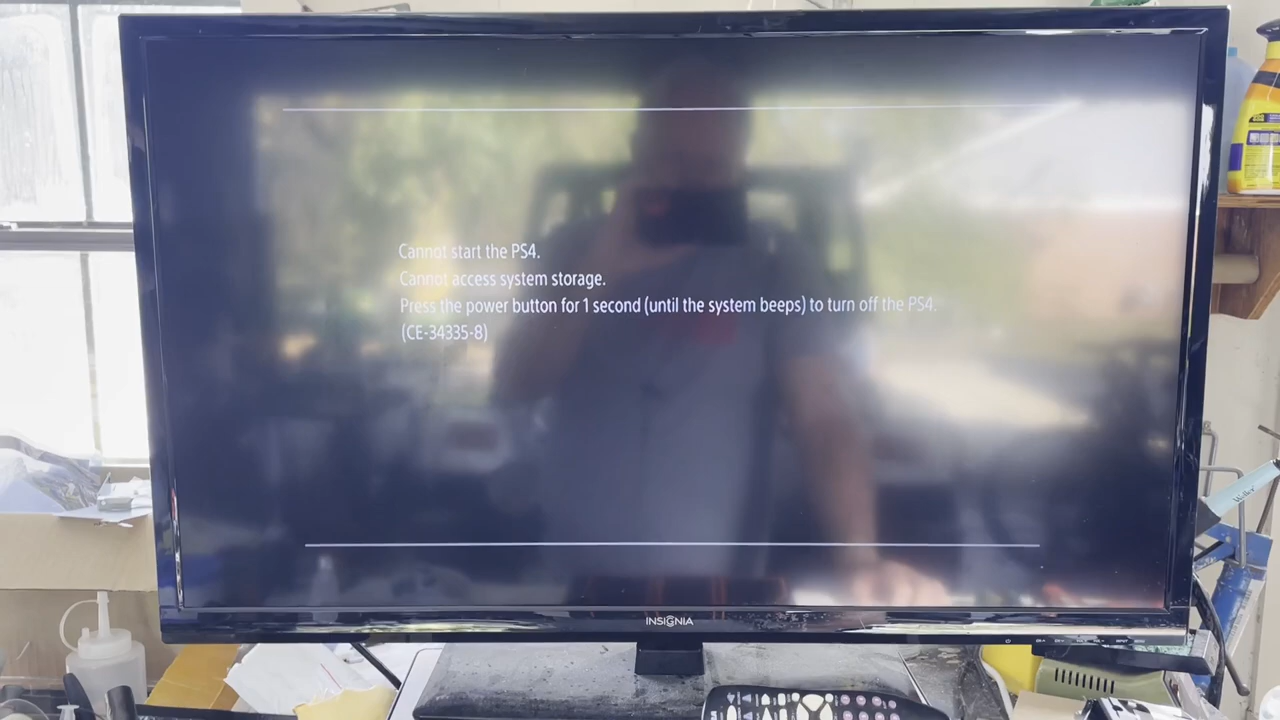 Cannot start the PS4.
Cannot access system storage.
Press the power button for 1 second (until the system beeps) to turn off the PS4.
(CE-34335-8)
INSIGNIA